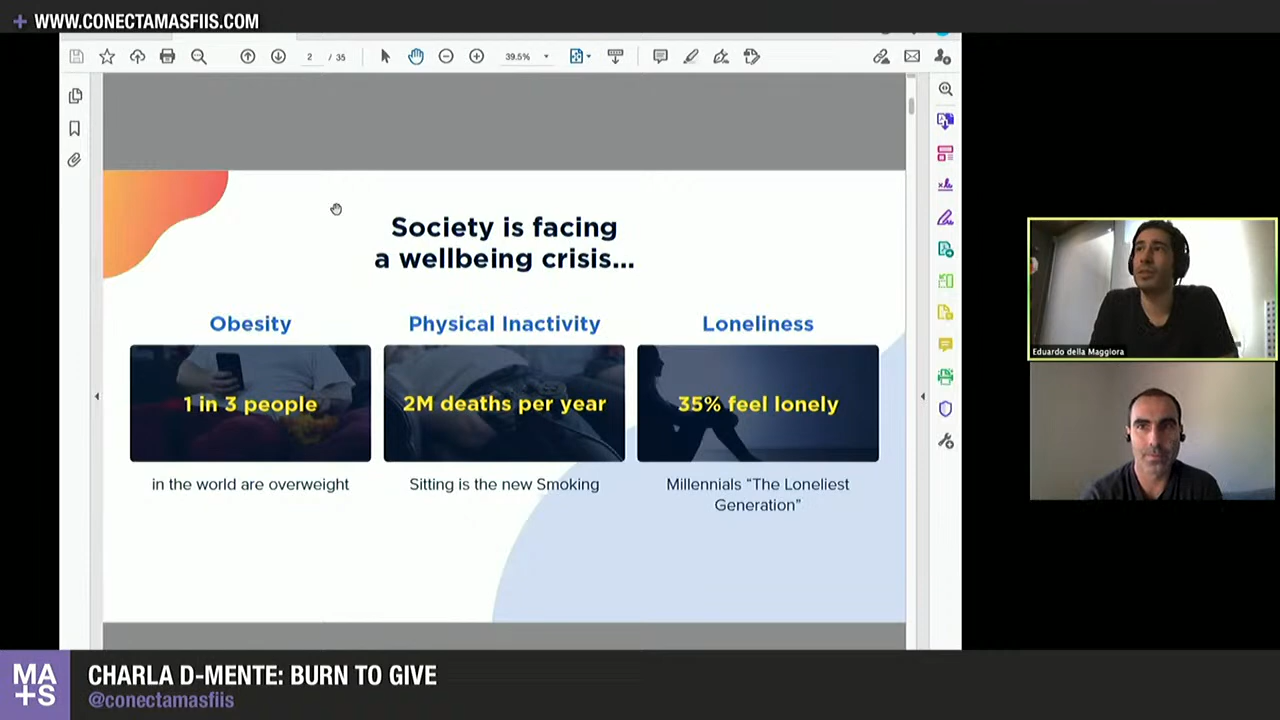 WWW.CONECTAMASFIIS.COM
2 / 35
39.5%
Society is facing
a wellbeing crisis...
Obesity
Physical Inactivity
Loneliness
1 in 3 people
2M deaths per year
35% feel lonely
in the world are overweight
Sitting is the new Smoking
Millennials “The Loneliest
Generation”
Eduardo della Maggiora
MA
+S
CHARLA D-MENTE: BURN TO GIVE
@conectamasfiis